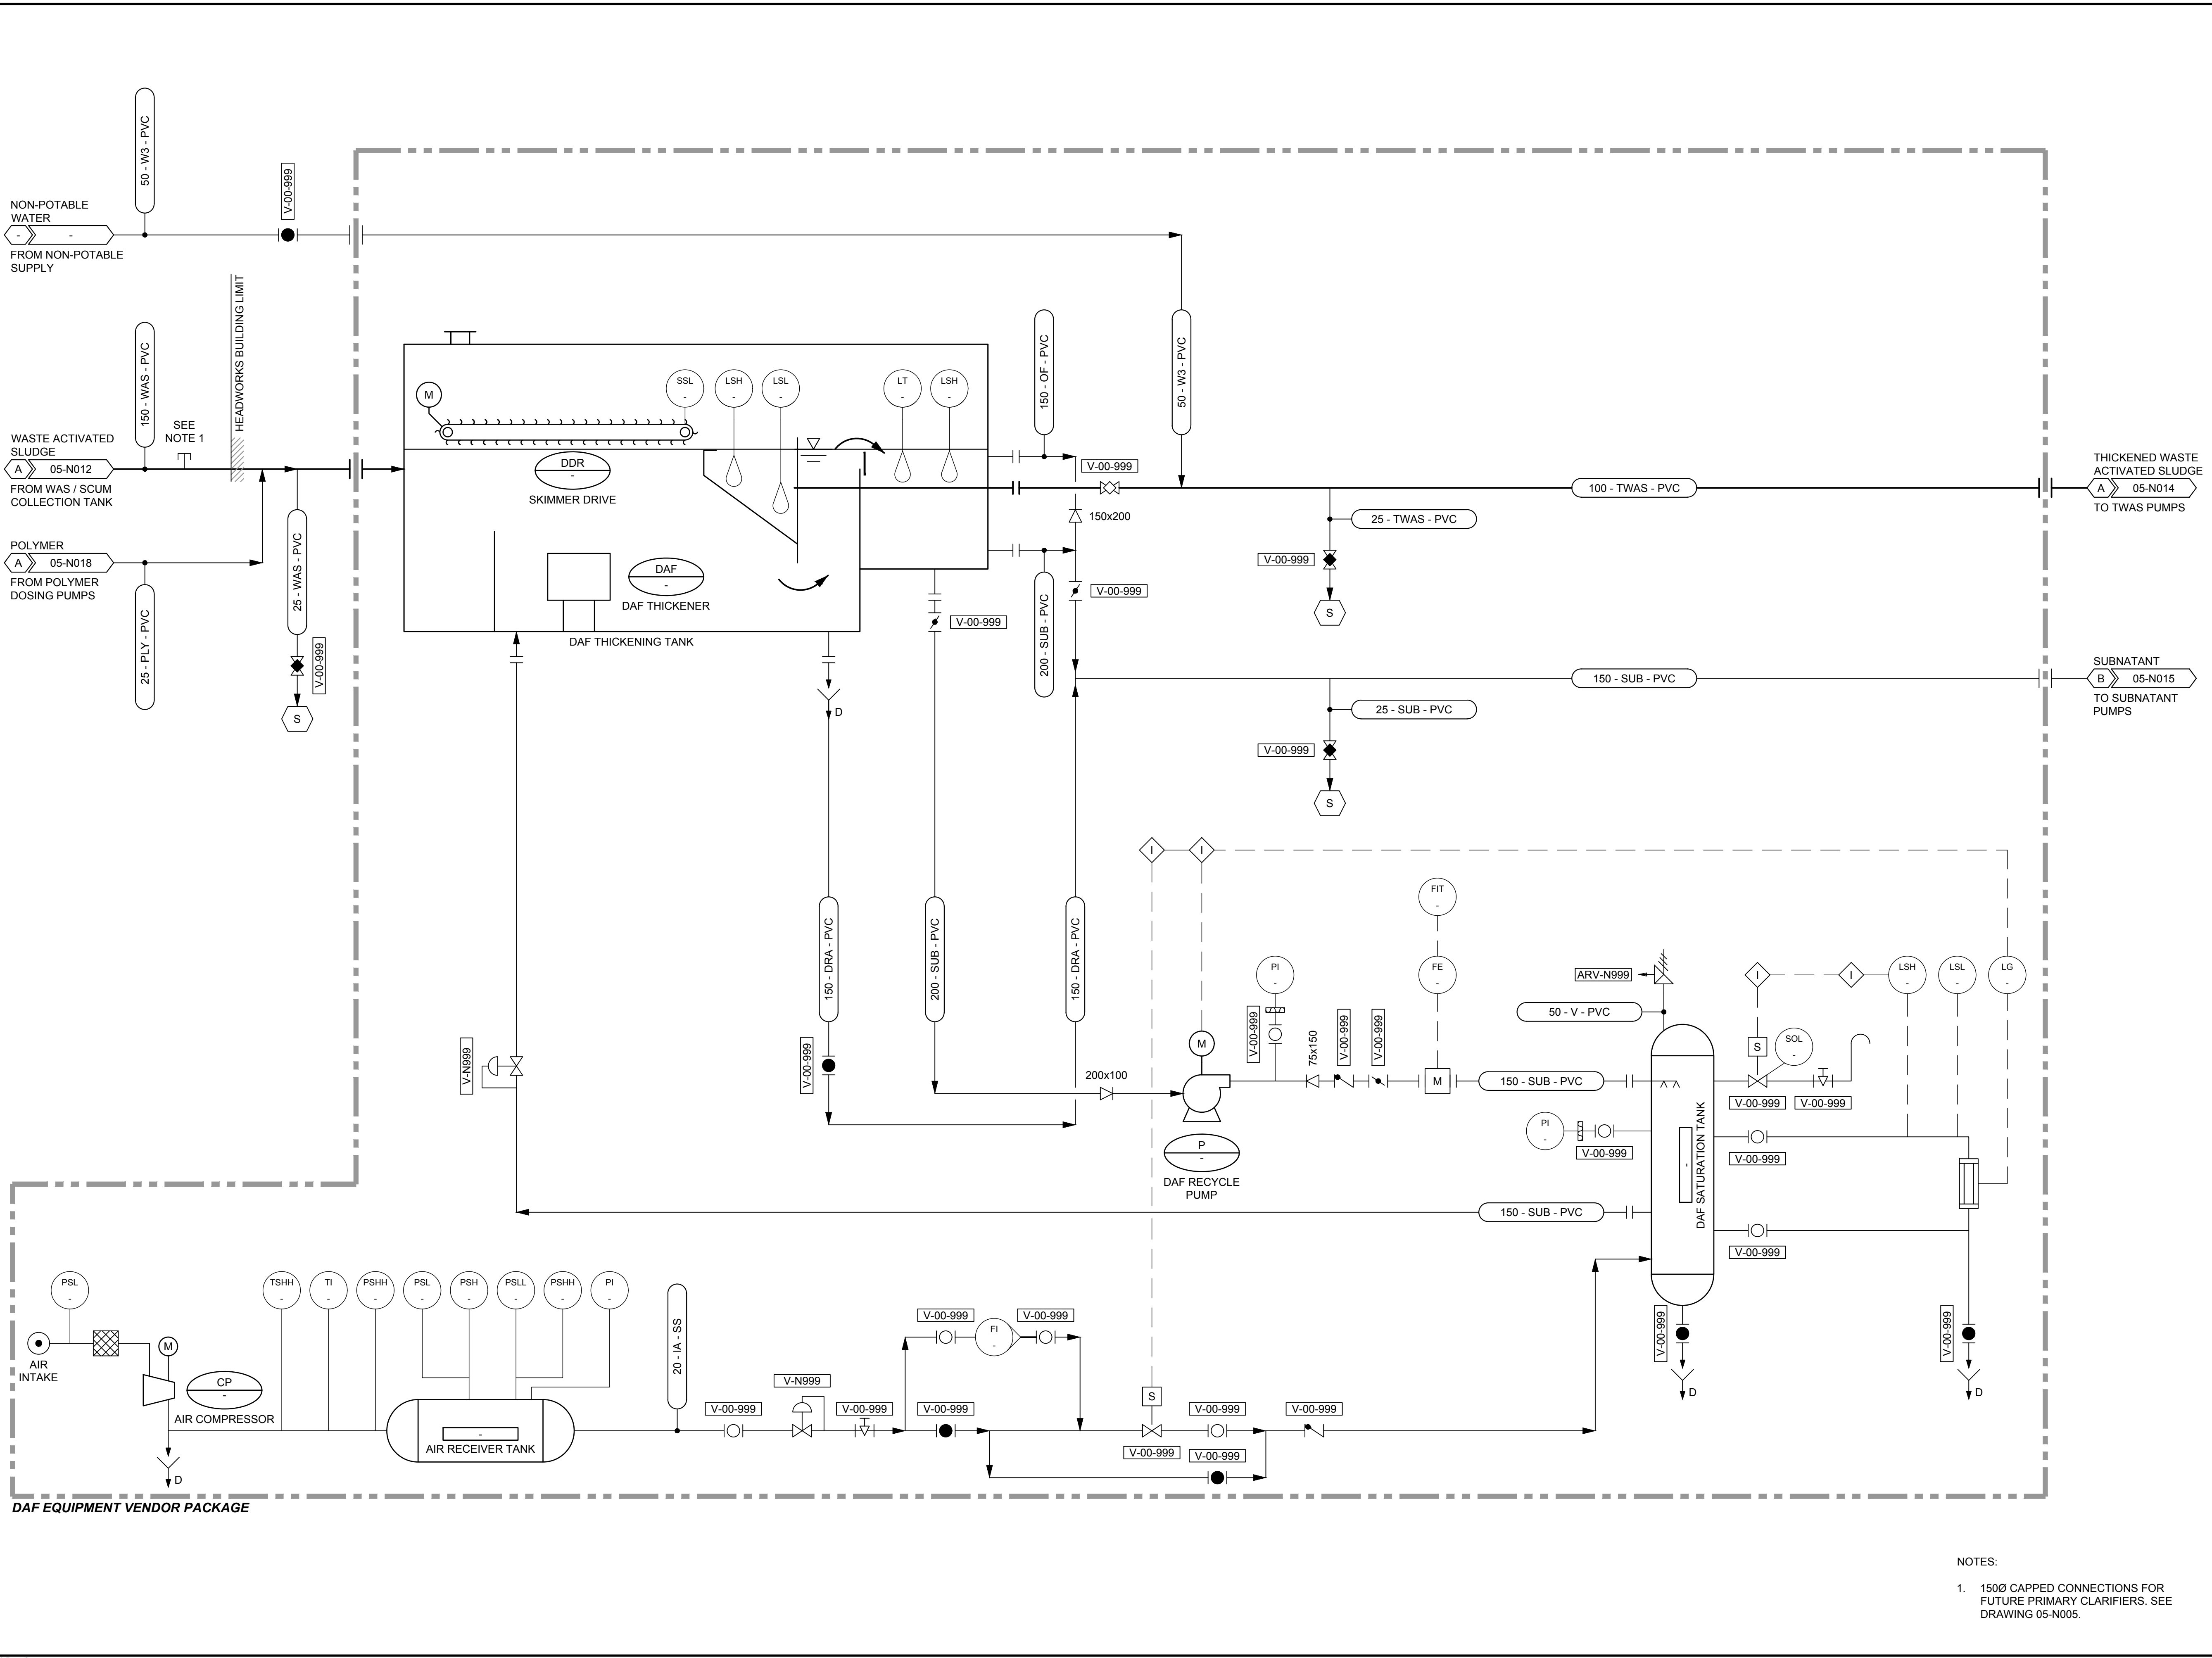 50 - W3 - PVC
V-00-999
NON-POTABLE
WATER
-
-
FROM NON-POTABLE
SUPPLY
HEADWORKS BUILDING LIMIT
150 - WAS - PVC
SEE
NOTE 1
WASTE ACTIVATED
SLUDGE
A
05-N012
FROM WAS / SCUM
COLLECTION TANK
POLYMER
A
05-N018
FROM POLYMER
DOSING PUMPS
25 - PLY - PVC
25 - WAS - PVC
V-00-999
S
M
SSL
-
LSH
-
LSL
-
LT
-
LSH
-
DDR
-
SKIMMER DRIVE
DAF
-
DAF THICKENER
DAF THICKENING TANK
150 - OF - PVC
50 - W3 - PVC
V-00-999
150x200
V-00-999
200 - SUB - PVC
V-00-999
D
100 - TWAS - PVC
25 - TWAS - PVC
V-00-999
S
THICKENED WASTE
ACTIVATED SLUDGE
A
05-N014
TO TWAS PUMPS
150 - SUB - PVC
25 - SUB - PVC
V-00-999
S
SUBNATANT
B
05-N015
TO SUBNATANT
PUMPS
I
I
FIT
-
150 - DRA - PVC
200 - SUB - PVC
150 - DRA - PVC
V-N999
V-00-999
200x100
M
P
-
DAF RECYCLE
PUMP
PI
-
V-00-999
75x150
V-00-999
V-00-999
FE
-
M
150 - SUB - PVC
ARV-N999
50 - V - PVC
I
I
LSH
-
LSL
-
LG
-
S
SOL
-
V-00-999
V-00-999
PI
-
V-00-999
-
DAF SATURATION TANK
V-00-999
150 - SUB - PVC
V-00-999
V-00-999
D
V-00-999
D
PSL
-
AIR
INTAKE
M
CP
-
AIR COMPRESSOR
D
TSHH
-
TI
-
PSHH
-
PSL
-
PSH
-
PSLL
-
PSHH
-
PI
-
-
AIR RECEIVER TANK
20 - IA - SS
V-00-999
V-N999
V-00-999
V-00-999
FI
-
V-00-999
V-00-999
S
V-00-999
V-00-999
V-00-999
V-00-999
DAF EQUIPMENT VENDOR PACKAGE
NOTES:
1. 150Ø CAPPED CONNECTIONS FOR
FUTURE PRIMARY CLARIFIERS. SEE
DRAWING 05-N005.